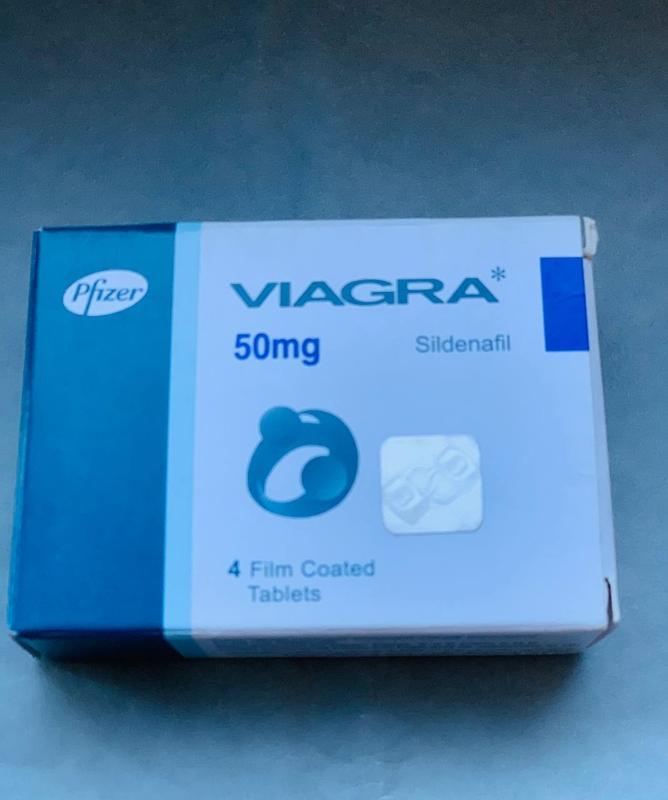 Pfizer
VIAGRA*
50mg
Sildenafil
4 Film Coated
Tablets